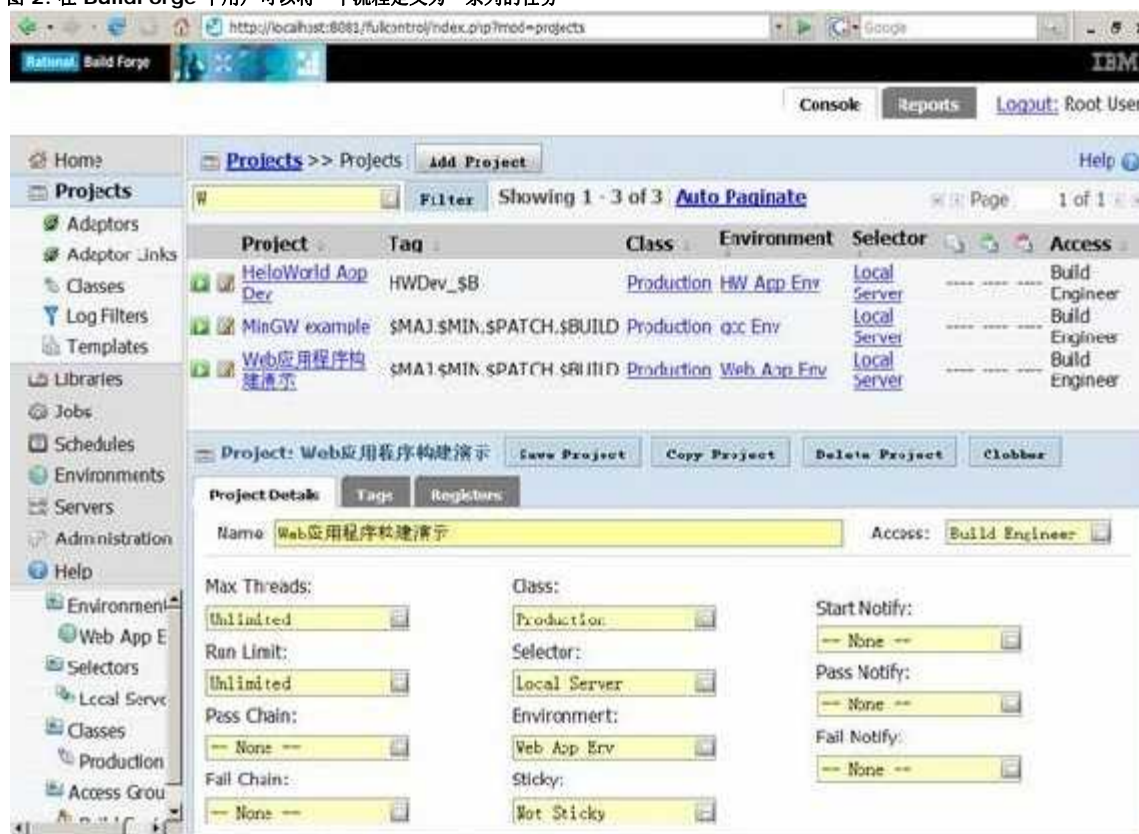 图 2. 在 BuildForge 中用户可以将一个流程定义为一系列的任务
http://localhost:8081/fullcontrol/index.php?mod=projects
Google
Rational Build Forge
IBM
Console Reports Logout: Root User
Home
Projects
Adaptors
Adaptor Links
Classes
Log Filters
Templates
Libraries
Jobs
Schedules
Environments
Servers
Administration
Help
Environment
Web App E
Selectors
Local Serve
Classes
Production
Access Grou
Projects >> Projects Add Project Help
W Filter Showing 1 - 3 of 3 Auto Paginate Page 1 of 1
Project Tag Class Environment Selector Access
HelloWorld App Dev HWDev_$B Production HW App Env Local Server ---- ---- ---- Build Engineer
MinGW example $MAJ.$MIN.$PATCH.$BUILD Production gcc Env Local Server ---- ---- ---- Build Engineer
Web应用程序构建演示 $MAJ.$MIN.$PATCH.$BUILD Production Web App Env Local Server ---- ---- ---- Build Engineer
Project: Web应用程序构建演示 Save Project Copy Project Delete Project Clobber
Project Details Tags Registers
Name Web应用程序构建演示 Access: Build Engineer
Max Threads:
Unlimited
Run Limit:
Unlimited
Pass Chain:
-- None --
Fail Chain:
-- None --
Class:
Production
Selector:
Local Server
Environment:
Web App Env
Sticky:
Not Sticky
Start Notify:
-- None --
Pass Notify:
-- None --
Fail Notify:
-- None --